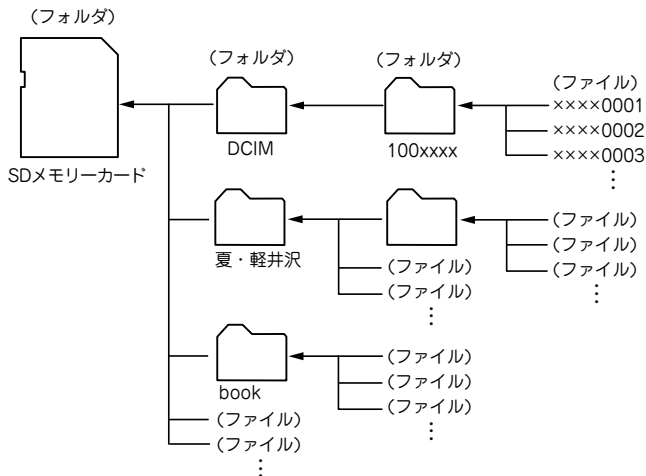 (フォルダ)
SDメモリーカード
(フォルダ)
DCIM
(フォルダ)
100xxxx
(ファイル)
××××0001
××××0002
××××0003
⋮
夏・軽井沢
(ファイル)
(ファイル)
⋮
(ファイル)
(ファイル)
(ファイル)
⋮
book
(ファイル)
(ファイル)
(ファイル)
⋮
(ファイル)
(ファイル)
⋮